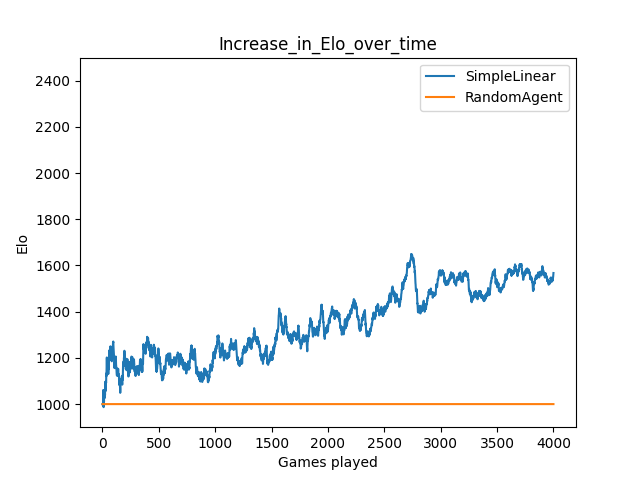 Increase_in_Elo_over_time
SimpleLinear
RandomAgent
2400
2200
2000
1800
1600
1400
1200
1000
Elo
0 500 1000 1500 2000 2500 3000 3500 4000
Games played